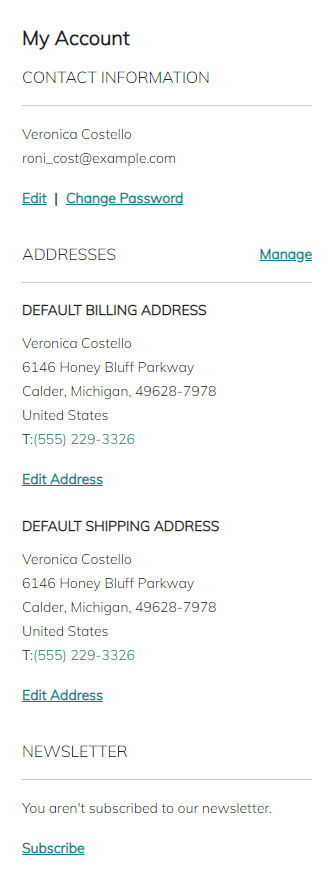 My Account
CONTACT INFORMATION
Veronica Costello
roni_cost@example.com
Edit | Change Password
ADDRESSES Manage
DEFAULT BILLING ADDRESS
Veronica Costello
6146 Honey Bluff Parkway
Calder, Michigan, 49628-7978
United States
T:(555) 229-3326
Edit Address
DEFAULT SHIPPING ADDRESS
Veronica Costello
6146 Honey Bluff Parkway
Calder, Michigan, 49628-7978
United States
T:(555) 229-3326
Edit Address
NEWSLETTER
You aren't subscribed to our newsletter.
Subscribe